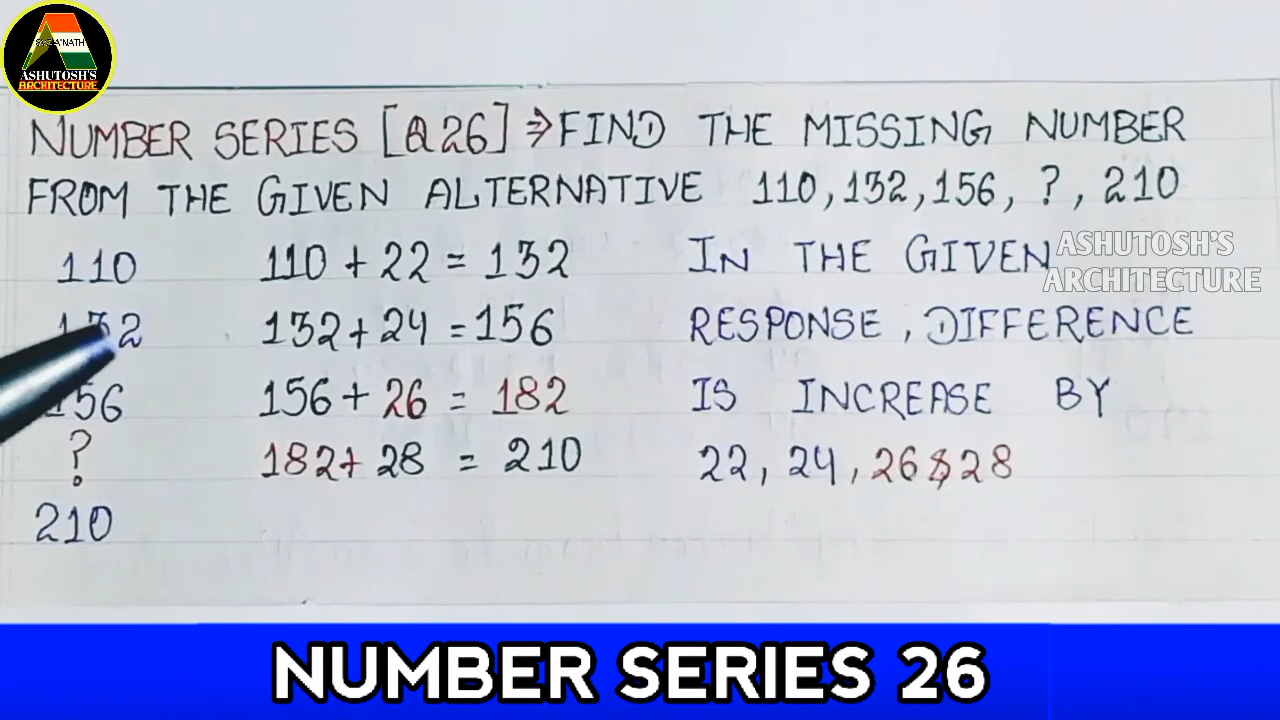 ASHUTOSH'S
ARCHITECTURE
NUMBER SERIES [Q26] ⇒ FIND THE MISSING NUMBER
FROM THE GIVEN ALTERNATIVE 110, 132, 156, ?, 210
110 110 + 22 = 132 IN THE GIVEN
ASHUTOSH'S
ARCHITECTURE
132 132 + 24 = 156 RESPONSE, DIFFERENCE
156 156 + 26 = 182 IS INCREASE BY
? 182 + 28 = 210 22, 24, 26 & 28
210
NUMBER SERIES 26